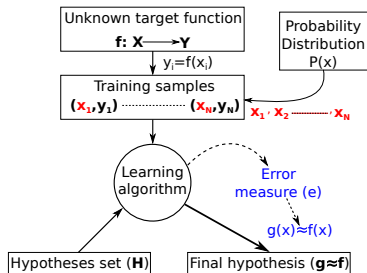 Unknown target function
f: X Y
Probability
Distribution
P(x)
yᵢ=f(xᵢ)
Training samples
(x₁,y₁) (x_N,y_N)
x₁, x₂ x_N
Learning
algorithm
Error
measure (e)
g(x)≈f(x)
Hypotheses set (H)
Final hypothesis (g≈f)